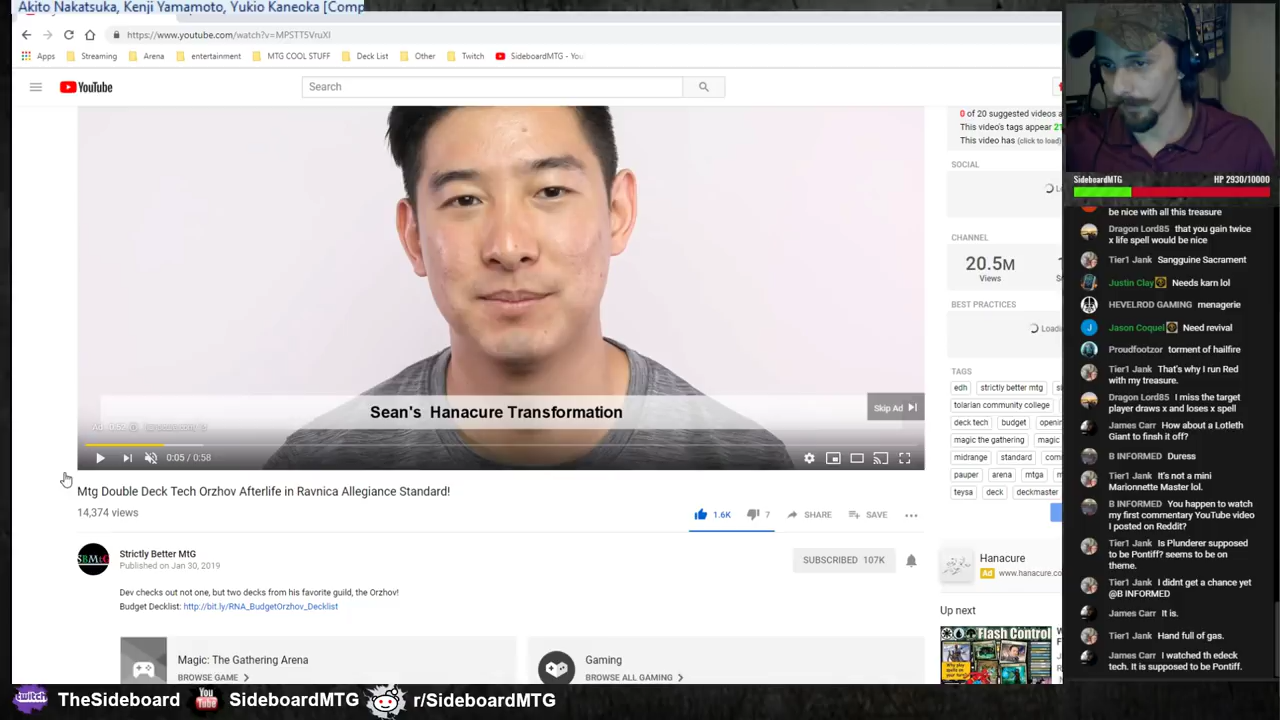 Akito Nakatsuka, Kenji Yamamoto, Yukio Kaneoka [Comp
https://www.youtube.com/watch?v=MPSTT5VruXI
Apps Streaming Arena entertainment MTG COOL STUFF Deck List Other Twitch SideboardMTG - You
YouTube
Search
0 of 20 suggested videos a
This video's tags appear 21
This video has (click to load)
SOCIAL
CHANNEL
20.5M
Views
BEST PRACTICES
Loadi
TAGS
edh strictly better mtg
tolarian community college
deck tech budget openin
magic the gathering magic
midrange standard com
pauper arena mtga
teysa deck deckmaster
Sean's Hanacure Transformation
Skip Ad
0:05 / 0:58
Mtg Double Deck Tech Orzhov Afterlife in Ravnica Allegiance Standard!
14,374 views
1.6K 7 SHARE SAVE
Strictly Better MtG
Published on Jan 30, 2019
SBMtG
SUBSCRIBED 107K
Dev checks out not one, but two decks from his favorite guild, the Orzhov!
Budget Decklist: http://bit.ly/RNA_BudgetOrzhov_Decklist
Magic: The Gathering Arena
BROWSE GAME
Gaming
BROWSE ALL GAMING
Hanacure
Ad www.hanacure.co
Up next
Flash Control
SideboardMTG HP 2930/10000
be nice with all this treasure
Dragon Lord85 that you gain twice
x life spell would be nice
Tier1 Jank Sangguine Sacrament
Justin Clay Needs karn lol
HEVELROD GAMING menagerie
Jason Coquel Need revival
Proudfootzor torment of hailfire
Tier1 Jank That's why I run Red
with my treasure.
Dragon Lord85 I miss the target
player draws x and loses x spell
James Carr How about a Lotleth
Giant to finsh it off?
B INFORMED Duress
Tier1 Jank It's not a mini
Marionnette Master lol.
B INFORMED You happen to watch
my first commentary YouTube video
I posted on Reddit?
Tier1 Jank Is Plunderer supposed
to be Pontiff? seems to be on
theme.
Tier1 Jank I didnt get a chance yet
@B INFORMED
James Carr It is.
Tier1 Jank Hand full of gas.
James Carr I watched th edeck
tech. It is supposed to be Pontiff.
twitch TheSideboard You Tube SideboardMTG r/SideboardMTG